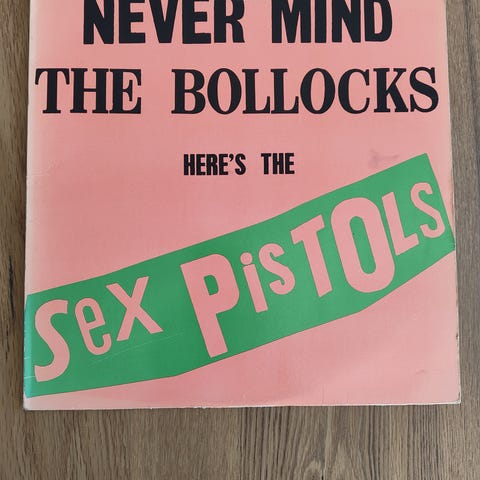 NEVER MIND
THE BOLLOCKS
HERE'S THE
Sex PisTOLs